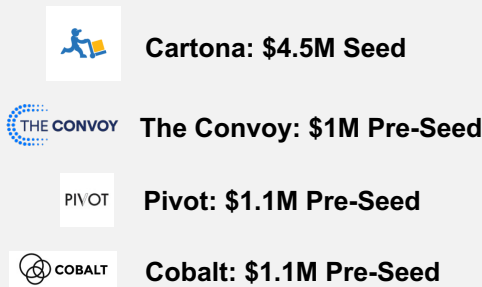 Cartona: $4.5M Seed
THE CONVOY The Convoy: $1M Pre-Seed
PIVOT Pivot: $1.1M Pre-Seed
COBALT Cobalt: $1.1M Pre-Seed